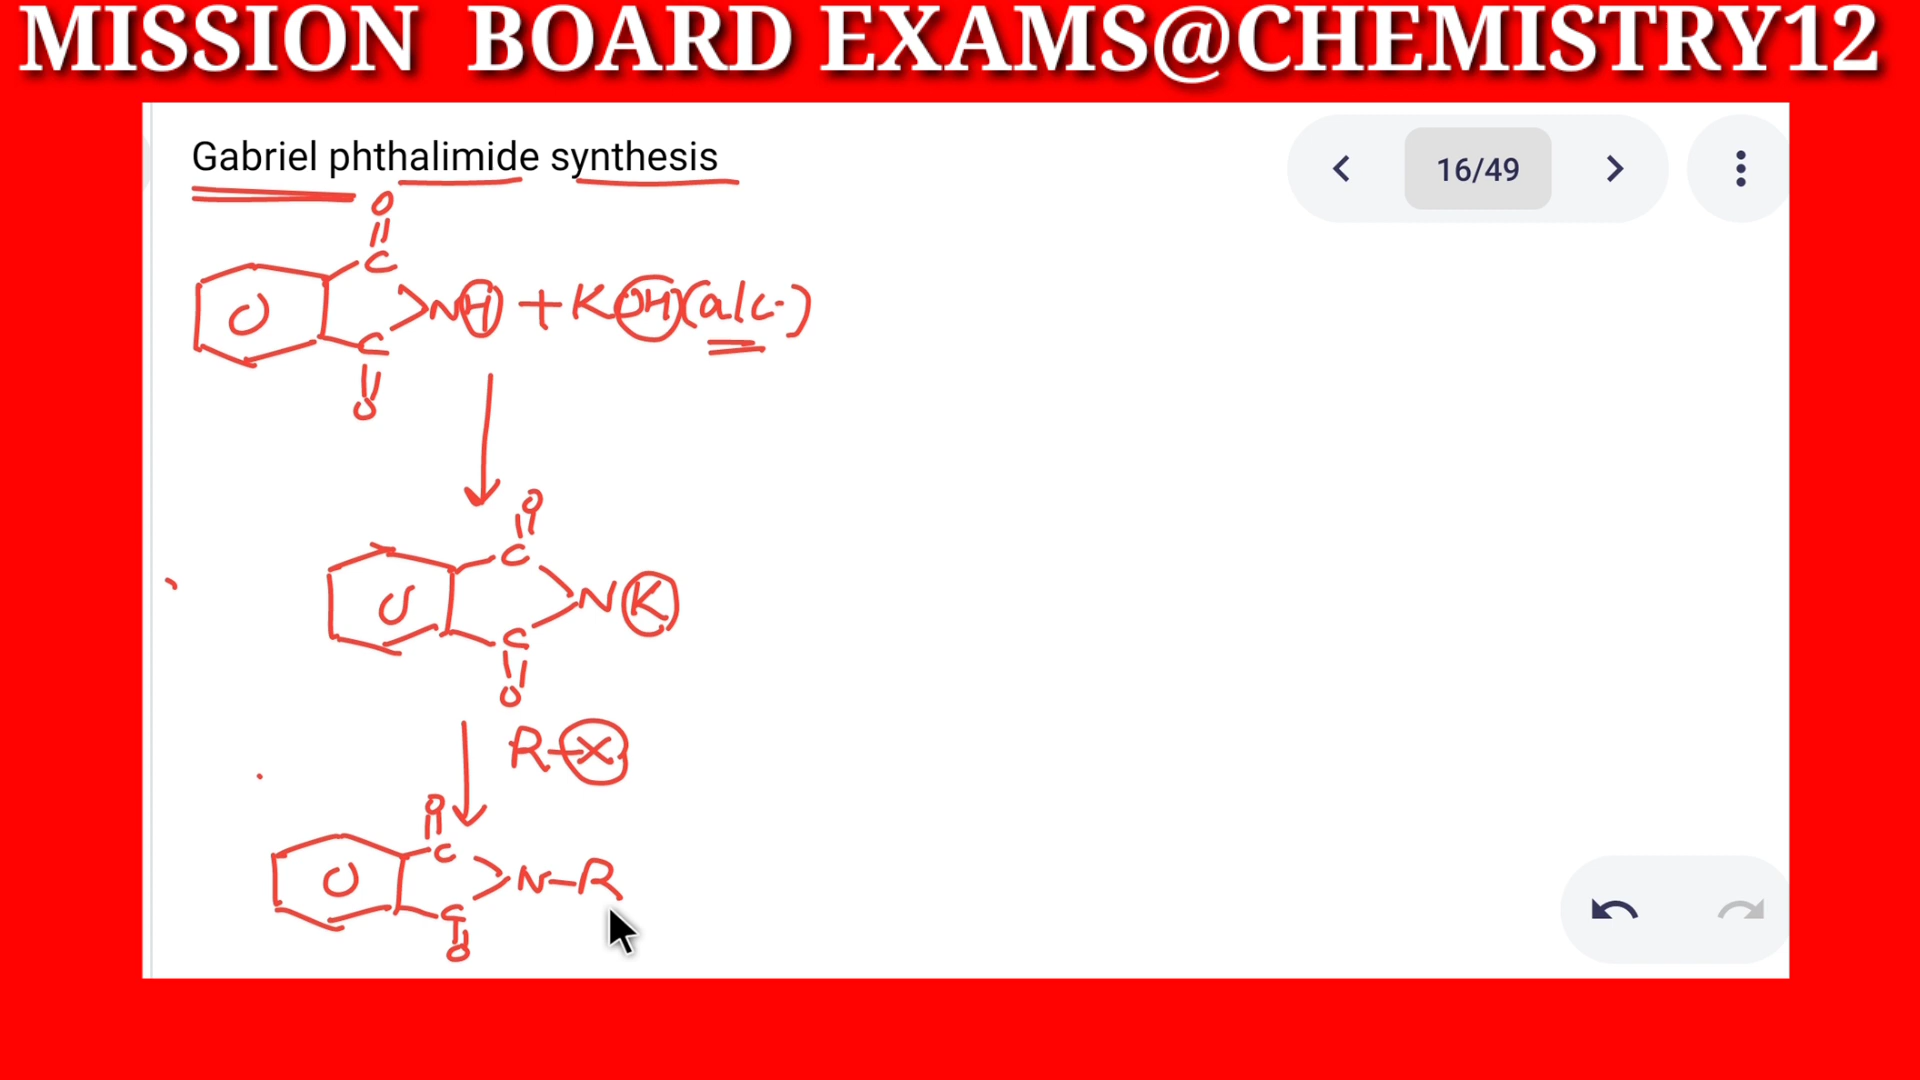 MISSION BOARD EXAMS@CHEMISTRY12
Gabriel phthalimide synthesis
16/49
O
C
NH + KOH (alc.)
C
O
O
C
NK
C
O
R-X
O
C
N-R
C
O